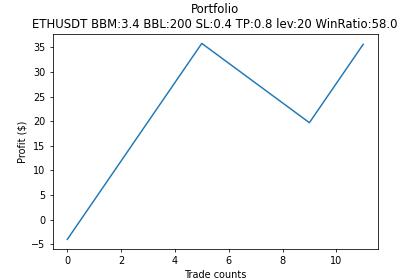 Portfolio
ETHUSDT BBM:3.4 BBL:200 SL:0.4 TP:0.8 lev:20 WinRatio:58.0
35
30
25
20
15
10
5
0
−5
Profit ($)
0 2 4 6 8 10
Trade counts